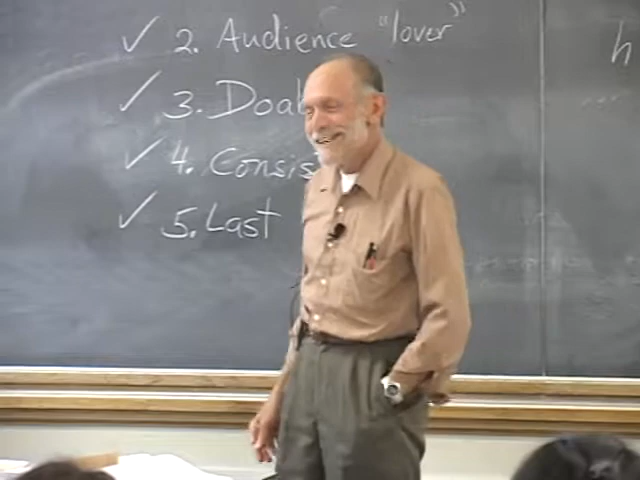 ✓ 2. Audience "lover"
h
✓ 3. Doab
✓ 4. Consis
✓ 5. Last